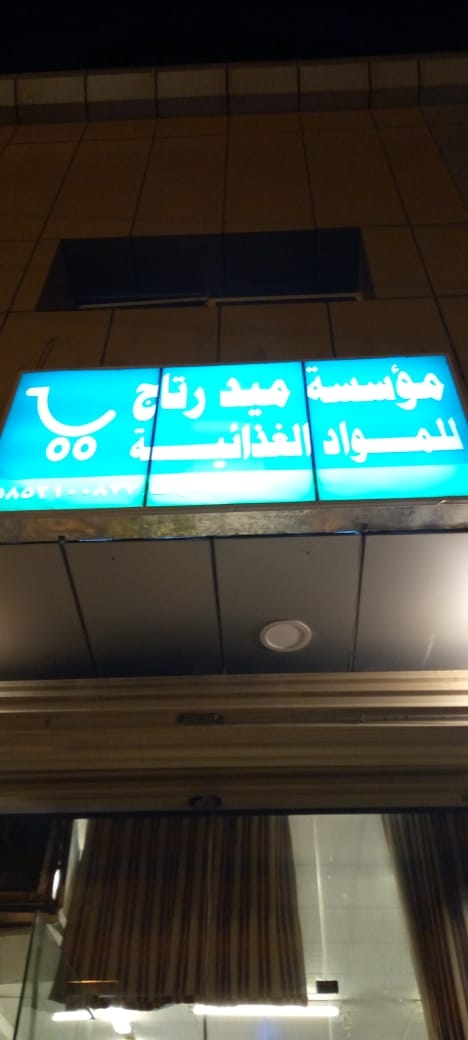 مؤسسة ميد رتاج
للمواد الغذائية